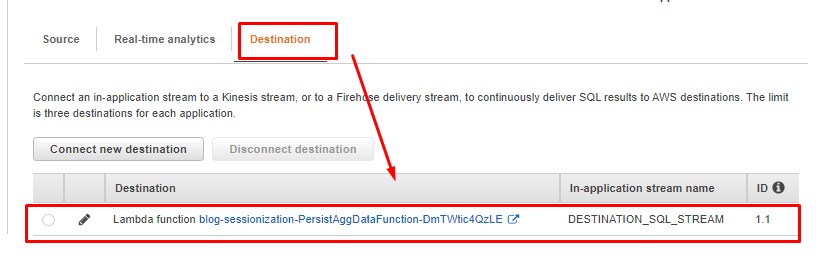 Source
Real-time analytics
Destination
Connect an in-application stream to a Kinesis stream, or to a Firehose delivery stream, to continuously deliver SQL results to AWS destinations. The limit
is three destinations for each application.
Connect new destination
Disconnect destination
Destination
In-application stream name
ID
Lambda function blog-sessionization-PersistAggDataFunction-DmTWtic4QzLE
DESTINATION_SQL_STREAM
1.1